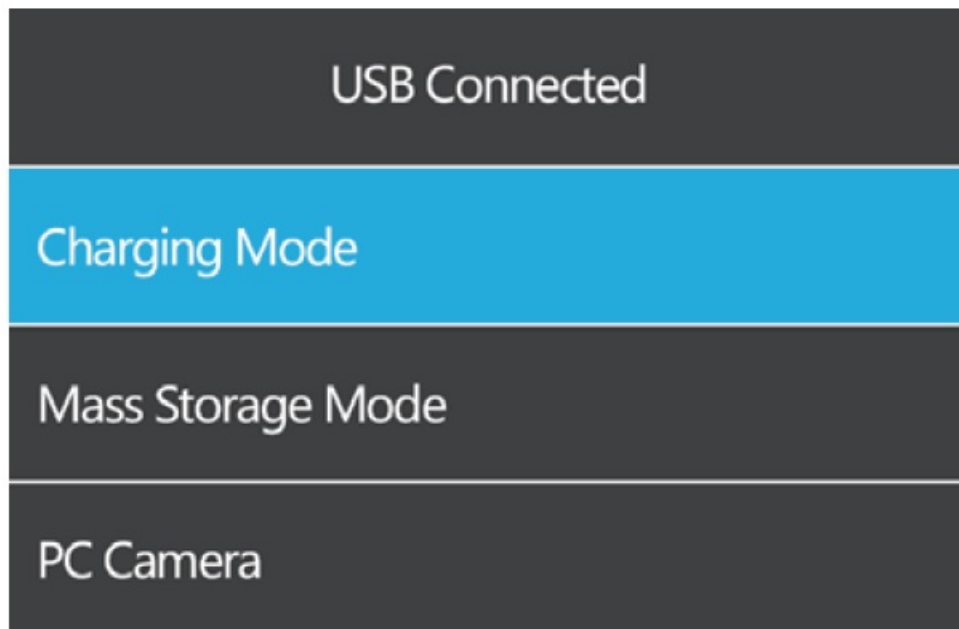 USB Connected
Charging Mode
Mass Storage Mode
PC Camera